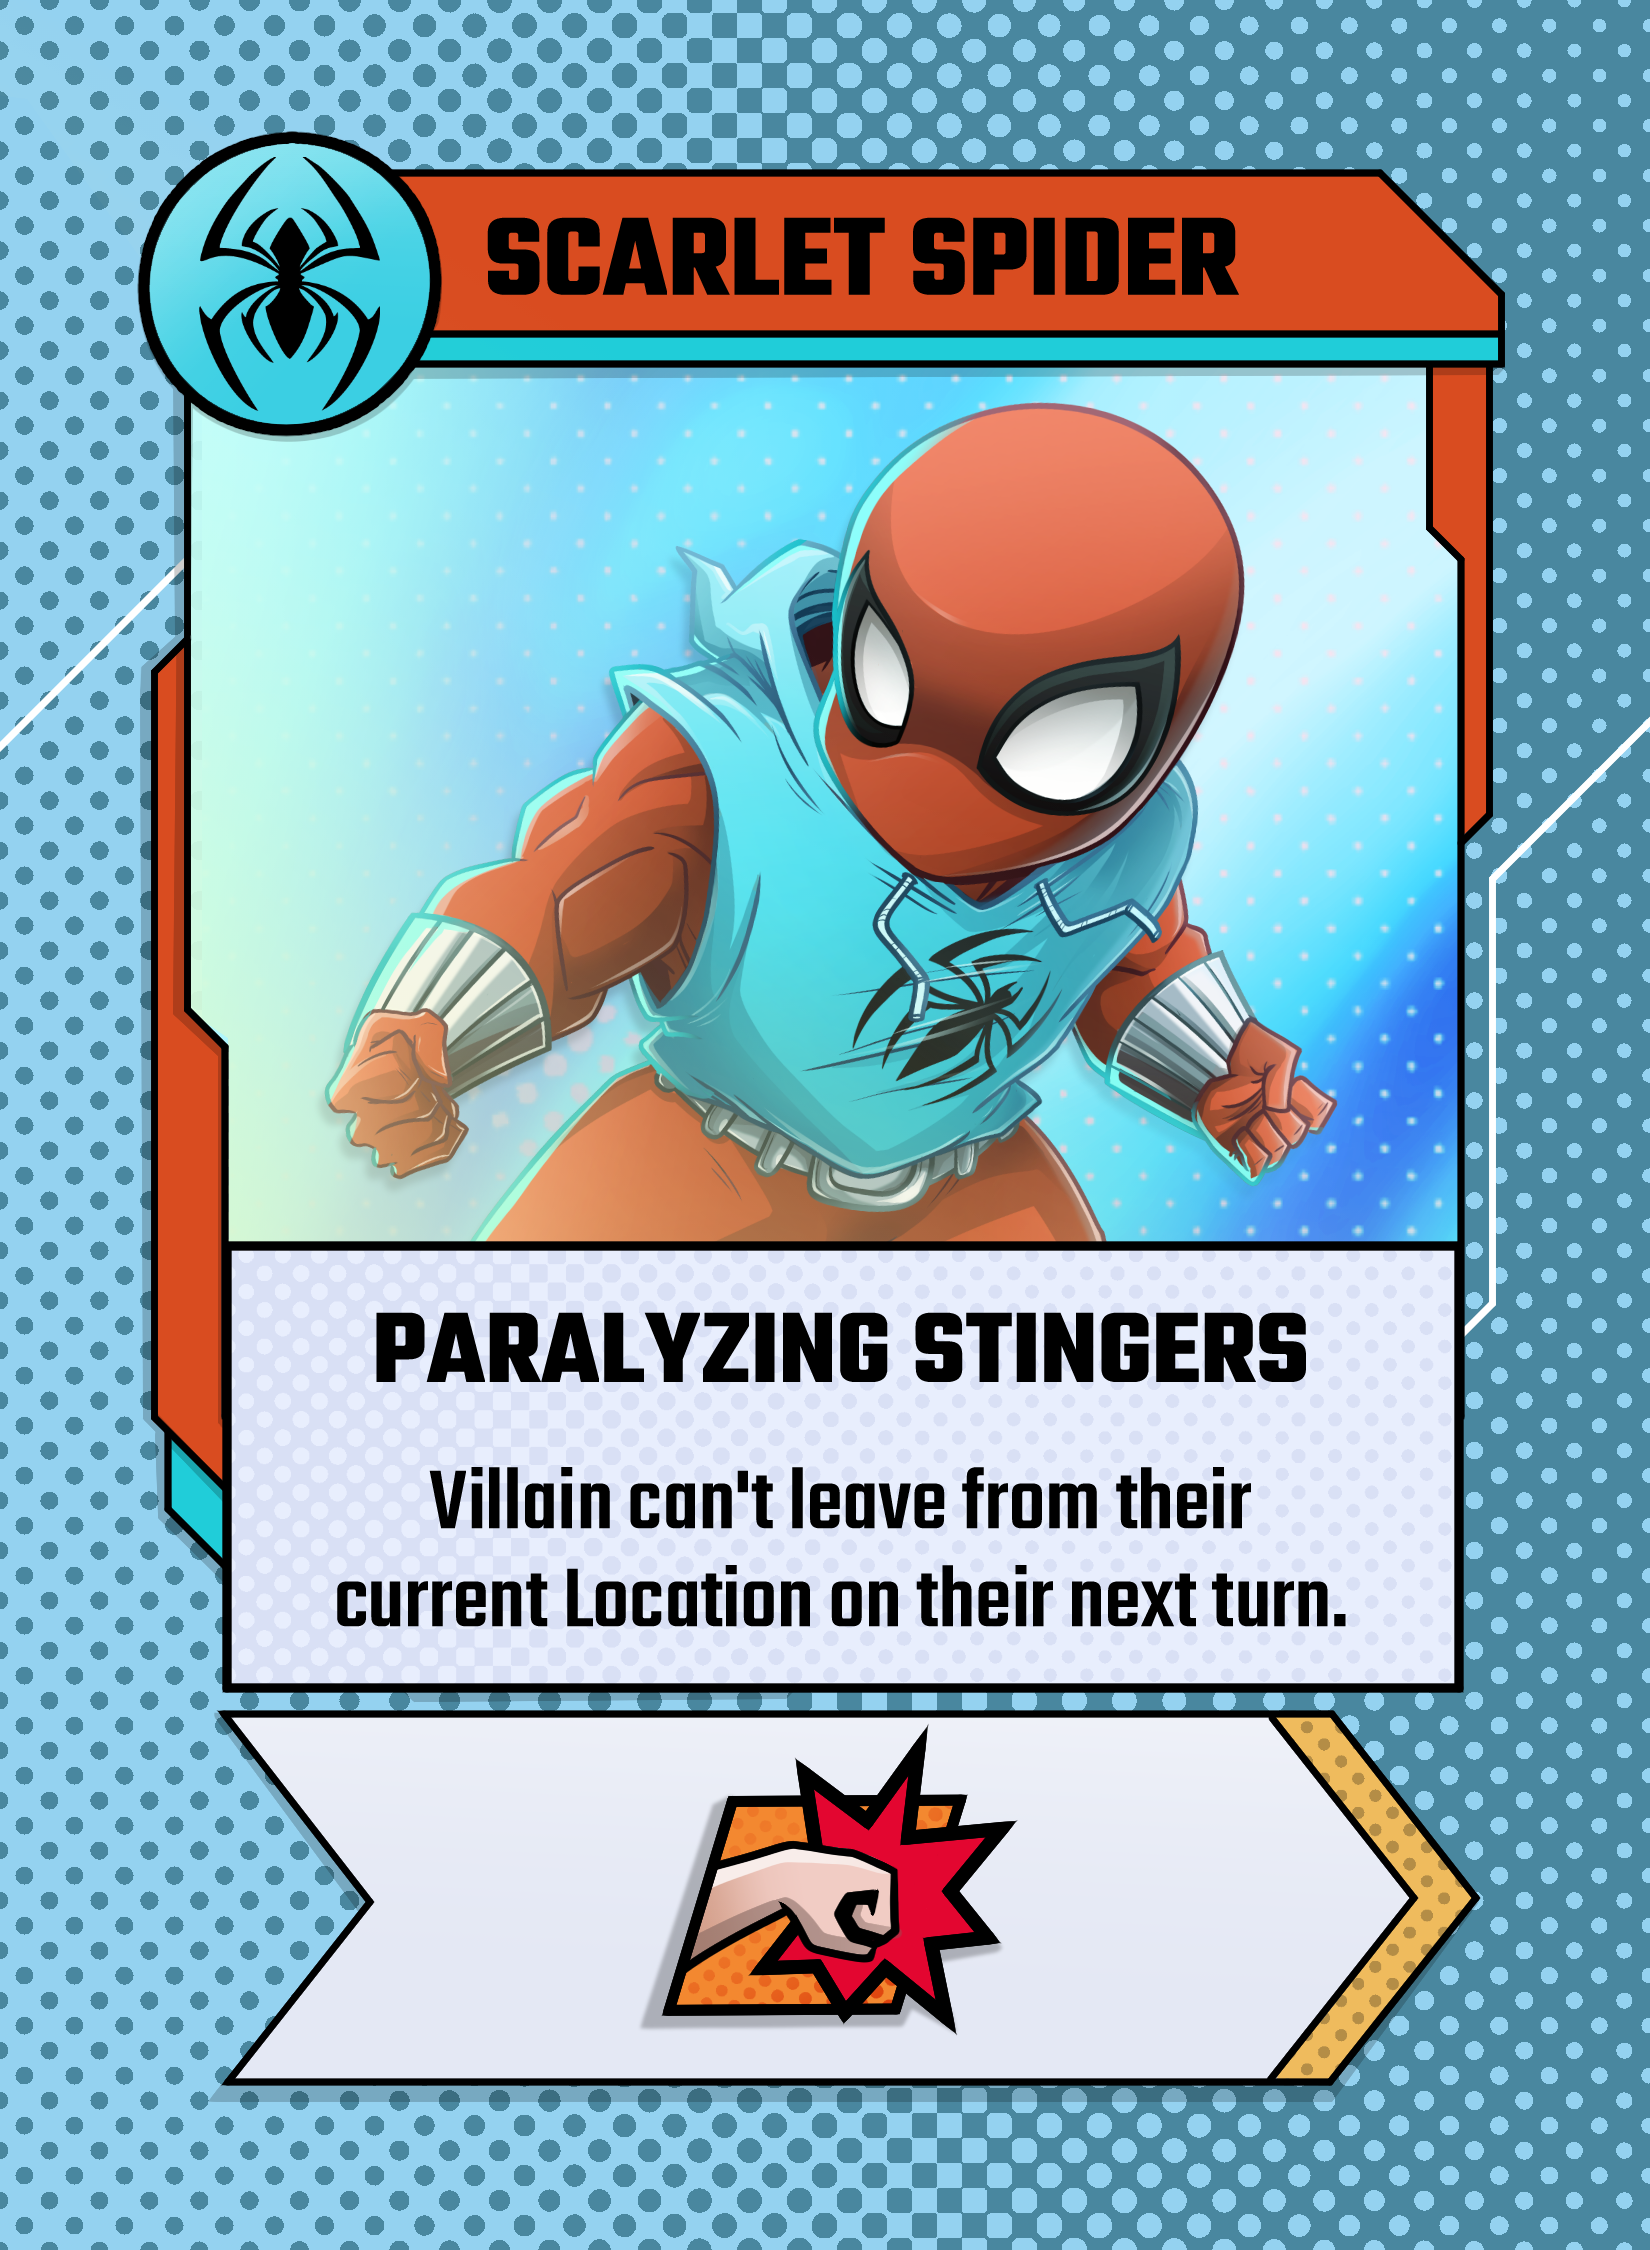 SCARLET SPIDER
PARALYZING STINGERS
Villain can't leave from their
current Location on their next turn.